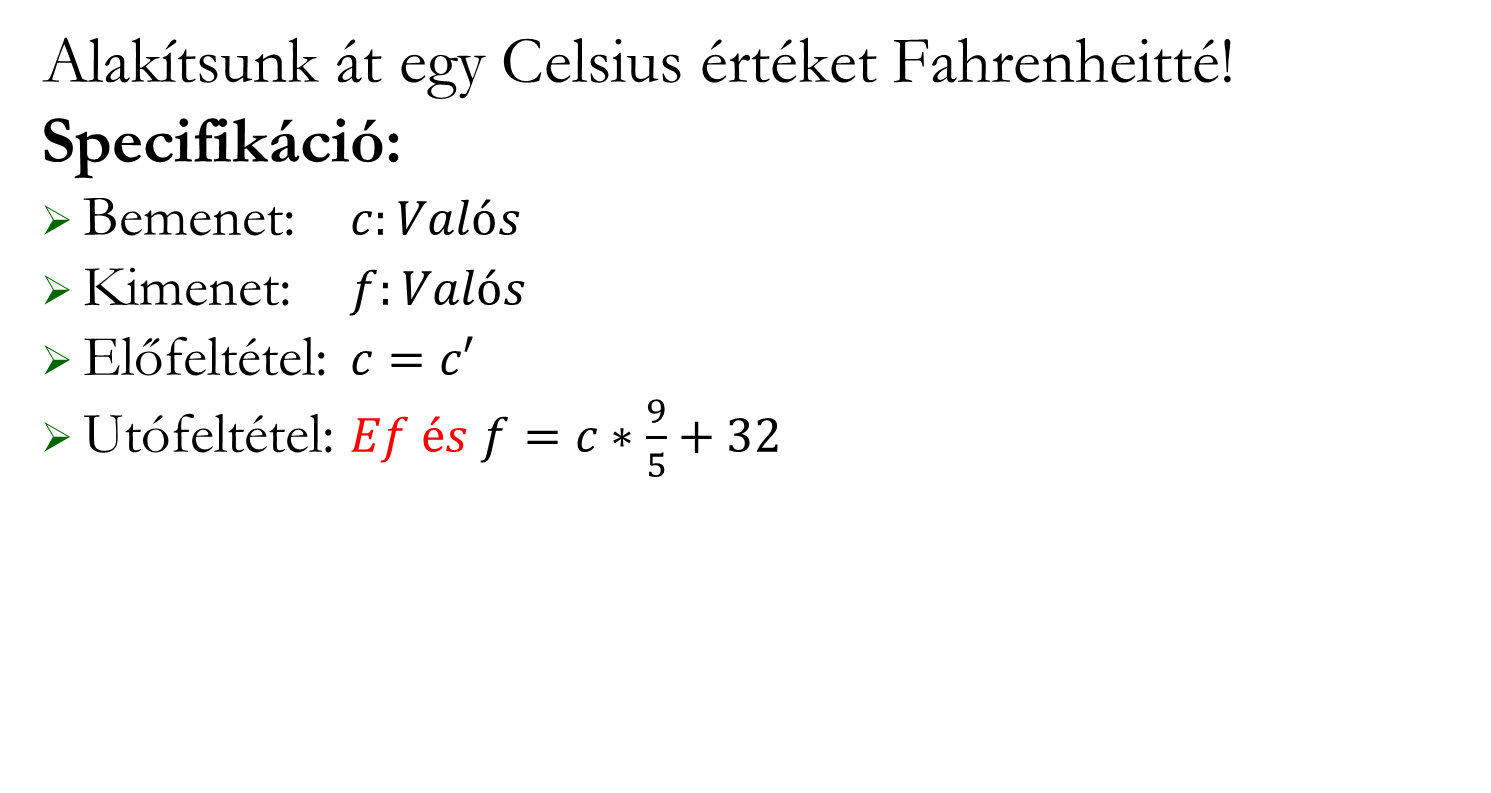 Alakítsunk át egy Celsius értéket Fahrenheitté!
Specifikáció:
➢ Bemenet: c: Valós
➢ Kimenet: f: Valós
➢ Előfeltétel: c = c′
➢ Utófeltétel: Ef és f = c ∗ 9/5 + 32